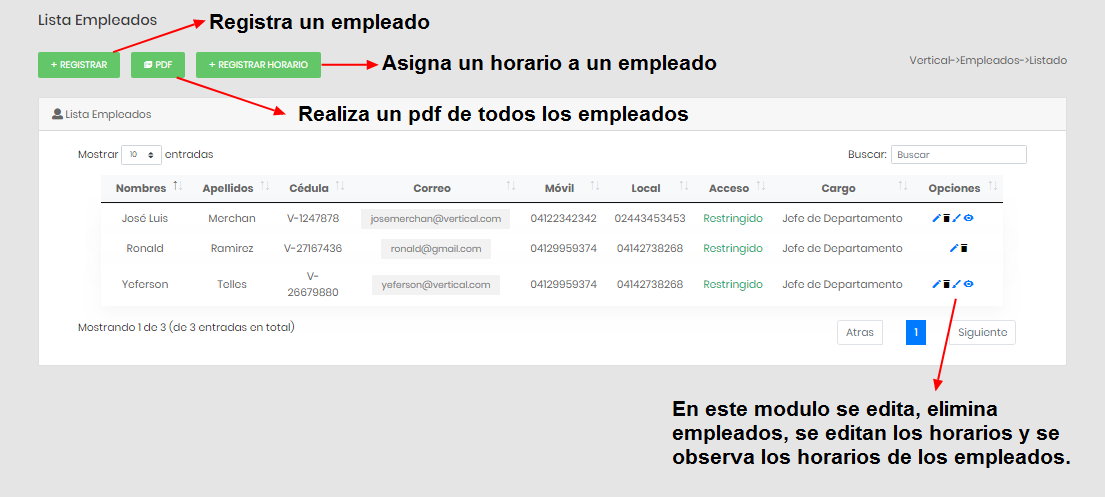 Lista Empleados
Registra un empleado
+ REGISTRAR PDF + REGISTRAR HORARIO
Asigna un horario a un empleado
Vertical->Empleados->Listado
Realiza un pdf de todos los empleados
Lista Empleados
Mostrar 10 entradas
Buscar: Buscar
Nombres Apellidos Cédula Correo Móvil Local Acceso Cargo Opciones
José Luis Merchan V-1247878 josemerchan@vertical.com 04122342342 02443453453 Restringido Jefe de Departamento
Ronald Ramirez V-27167436 ronald@gmail.com 04129959374 04142738268 Restringido Jefe de Departamento
Yeferson Telles V-26679880 yeferson@vertical.com 04129959374 04142738268 Restringido Jefe de Departamento
Mostrando 1 de 3 (de 3 entradas en total)
Atras 1 Siguiente
En este modulo se edita, elimina
empleados, se editan los horarios y se
observa los horarios de los empleados.